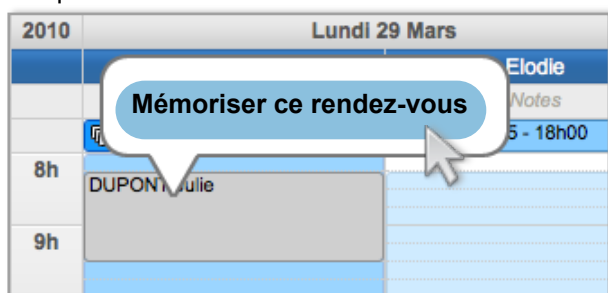 2010 Lundi 29 Mars
Elodie
Notes
Mémoriser ce rendez-vous
5 - 18h00
8h
DUPONT Julie
9h